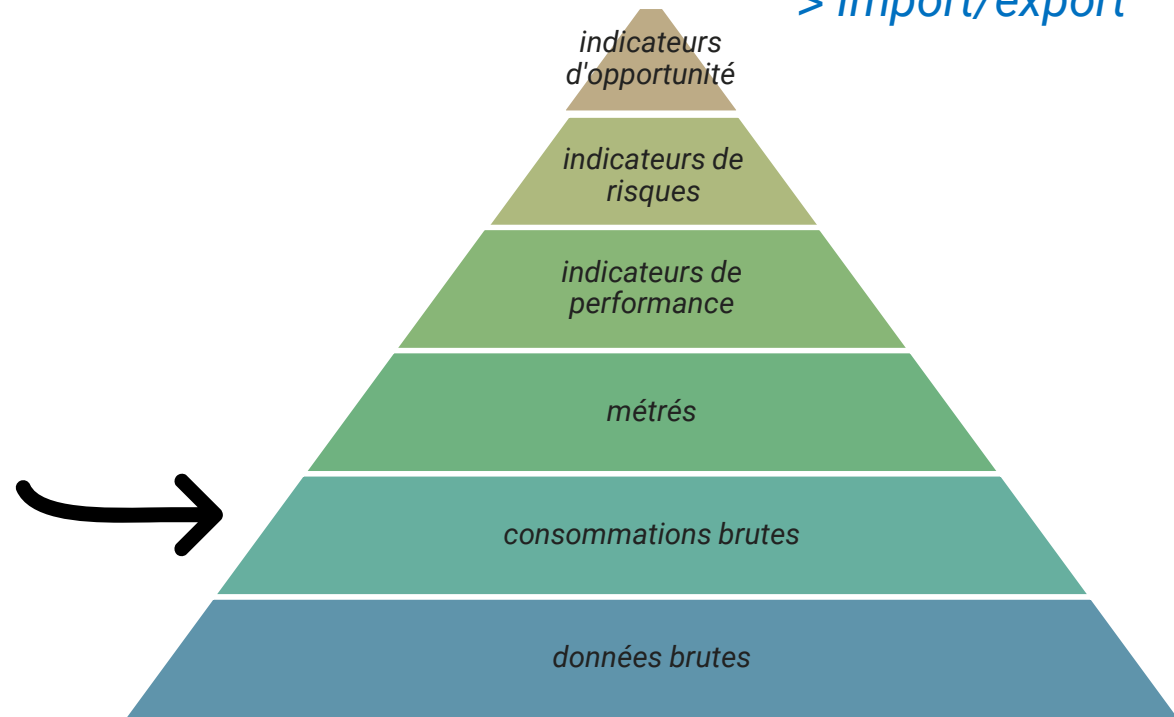 > import/export
indicateurs
d'opportunité
indicateurs de
risques
indicateurs de
performance
métrés
consommations brutes
données brutes